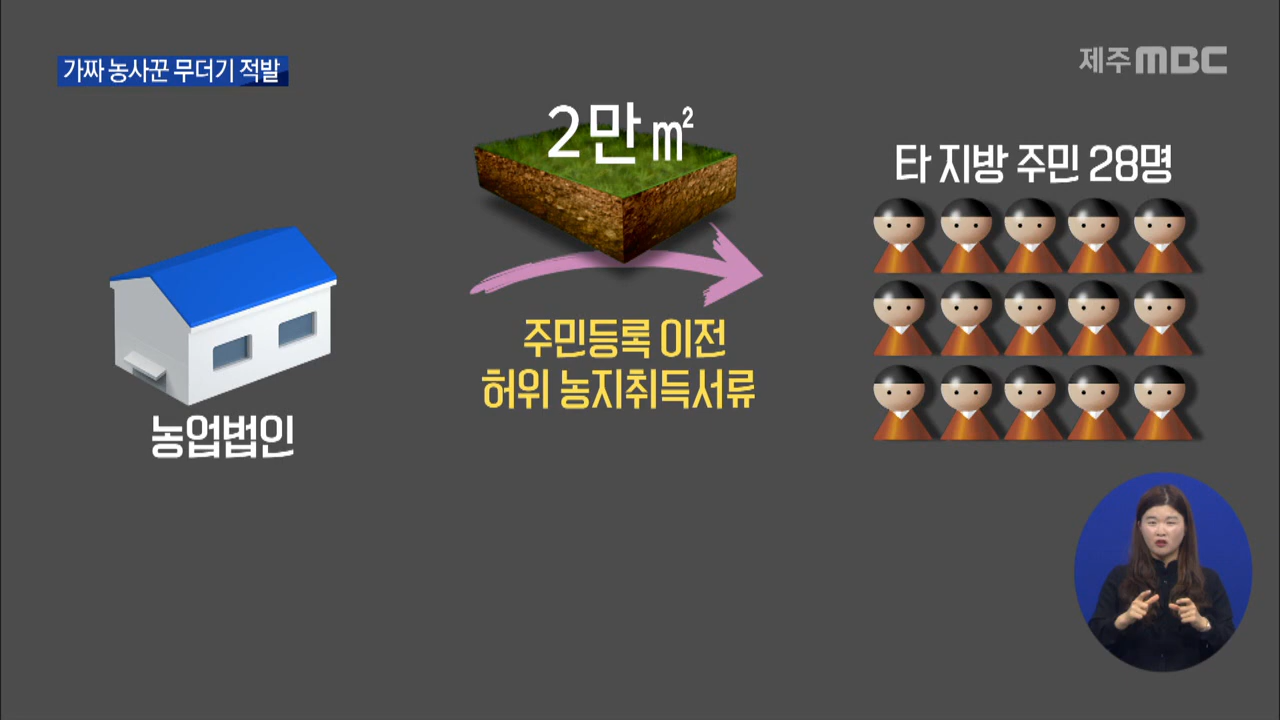 가짜 농사꾼 무더기 적발
제주MBC
2만㎡
타 지방 주민 28명
주민등록 이전
허위 농지취득서류
농업법인